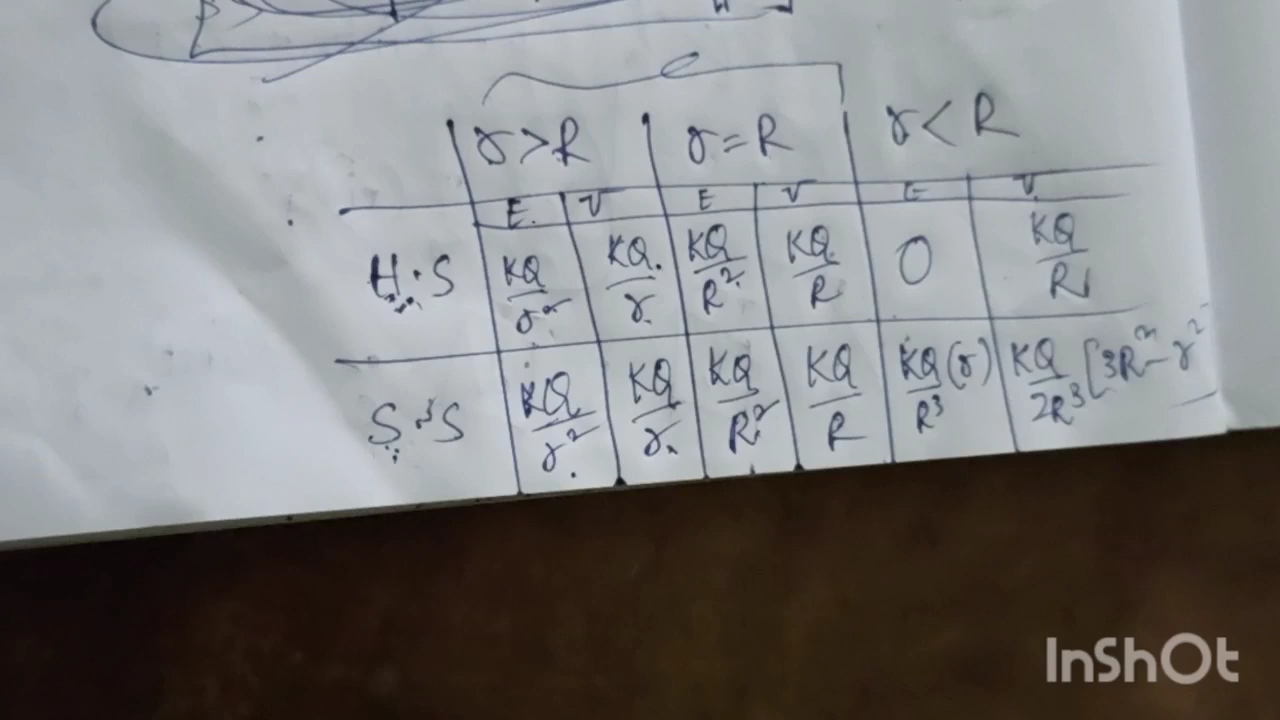 r>R r=R r<R
E. V E V E V
H.S KQ/r² KQ/r KQ/R² KQ/R 0 KQ/R
S.S KQ/r² KQ/r KQ/R² KQ/R KQ/R³(r) KQ/2R³[3R²-r²
InShOt